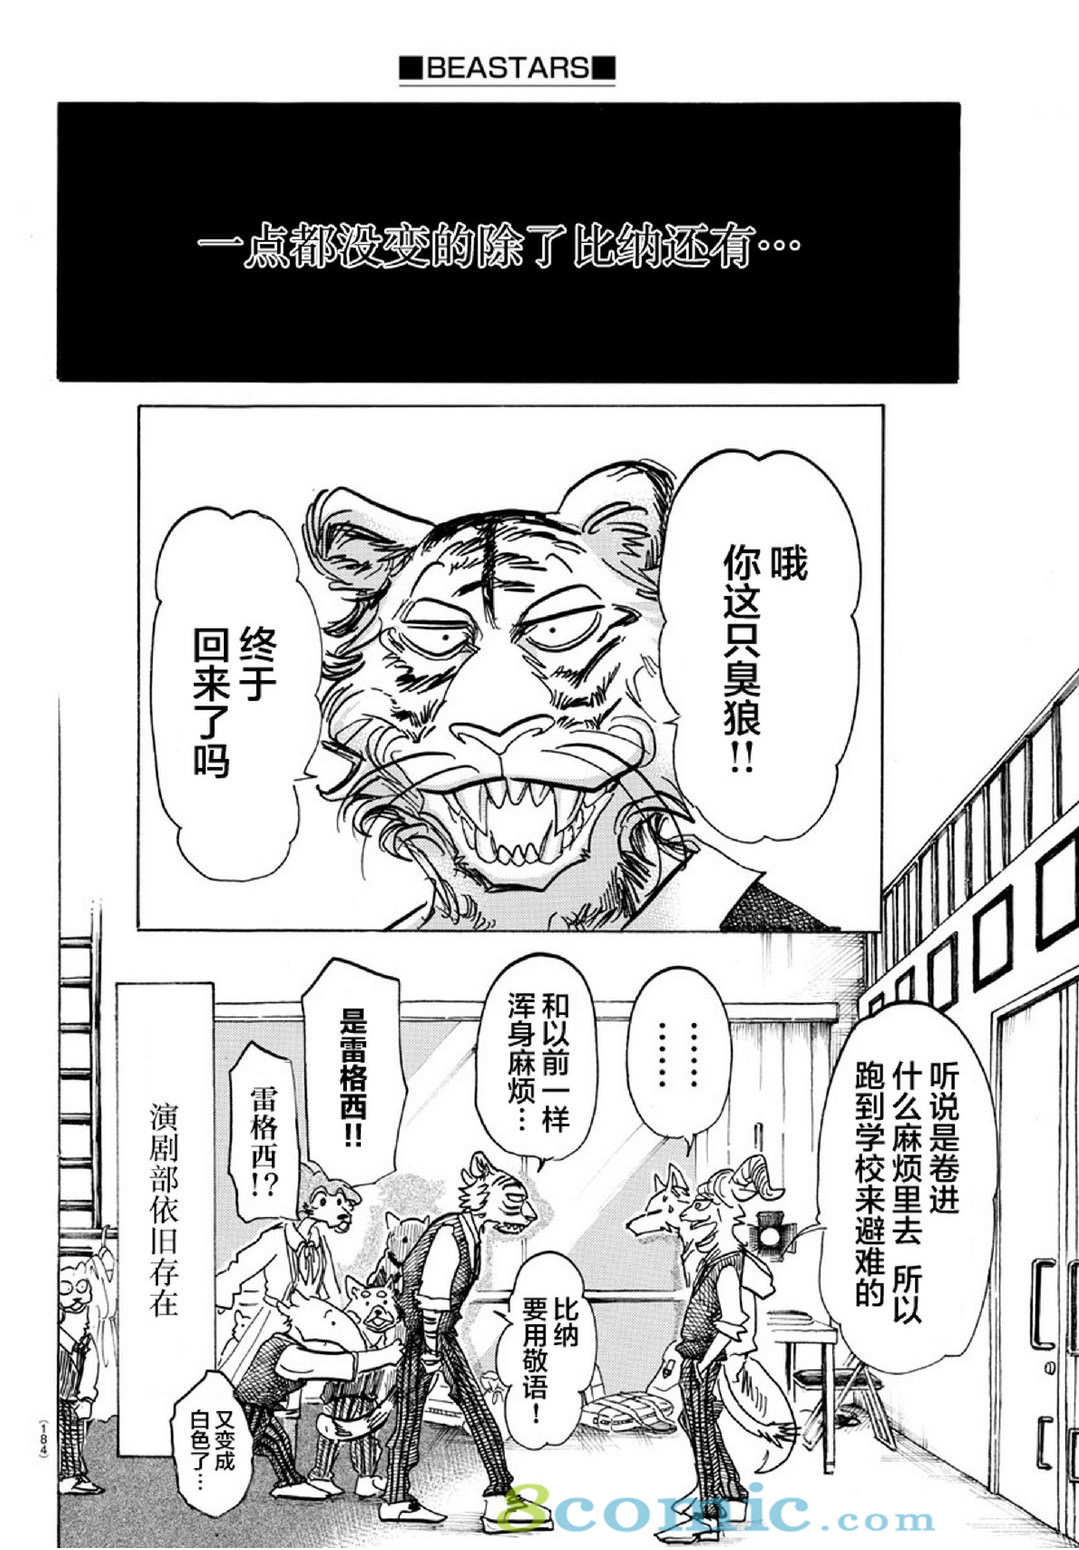 ■BEASTARS■
一点都没变的除了比纳还有…
哦
你这只臭狼!!
终于
回来了吗
听说是卷进
什么麻烦里去 所以
跑到学校来避难的
……
……
和以前一样
浑身麻烦…
比纳
要用敬语！
是雷格西!!
雷格西!?
演剧部依旧存在
又变成
白色了…
(184)
8comic.com